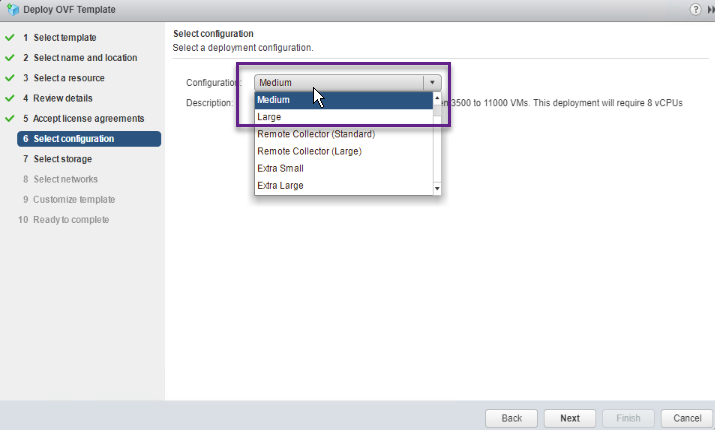 Deploy OVF Template
1 Select template
2 Select name and location
3 Select a resource
4 Review details
5 Accept license agreements
6 Select configuration
7 Select storage
8 Select networks
9 Customize template
10 Ready to complete
Select configuration
Select a deployment configuration.
Configuration: Medium
Description: 3500 to 11000 VMs. This deployment will require 8 vCPUs
Medium
Large
Remote Collector (Standard)
Remote Collector (Large)
Extra Small
Extra Large
Back Next Finish Cancel